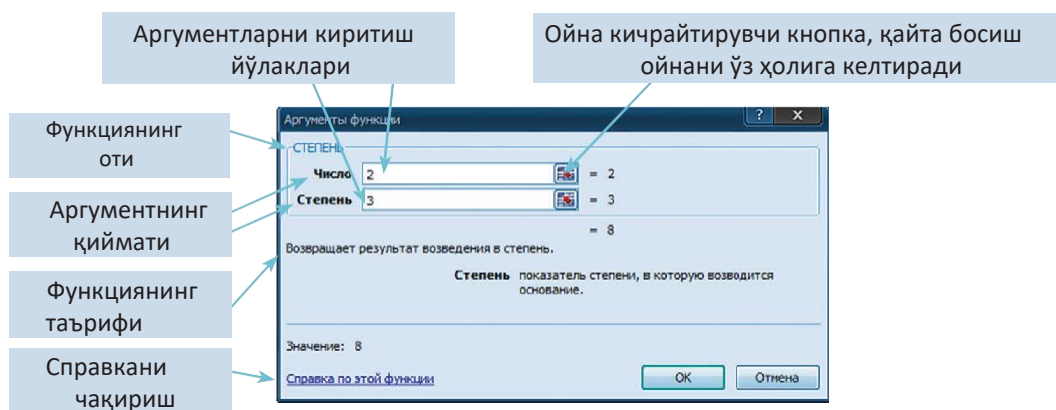 Аргументларни киритиш
йўлаклари
Ойна кичрайтирувчи кнопка, қайта босиш
ойнани ўз ҳолига келтиради
Функциянинг
оти
Аргументнинг
қиймати
Функциянинг
таърифи
Справкани
чақириш
Аргументы функции
? X
СТЕПЕНЬ
Число 2 = 2
Степень 3 = 3
= 8
Возвращает результат возведения в степень.
Степень показатель степени, в которую возводится
основание.
Значение: 8
Справка по этой функции
ОК Отмена